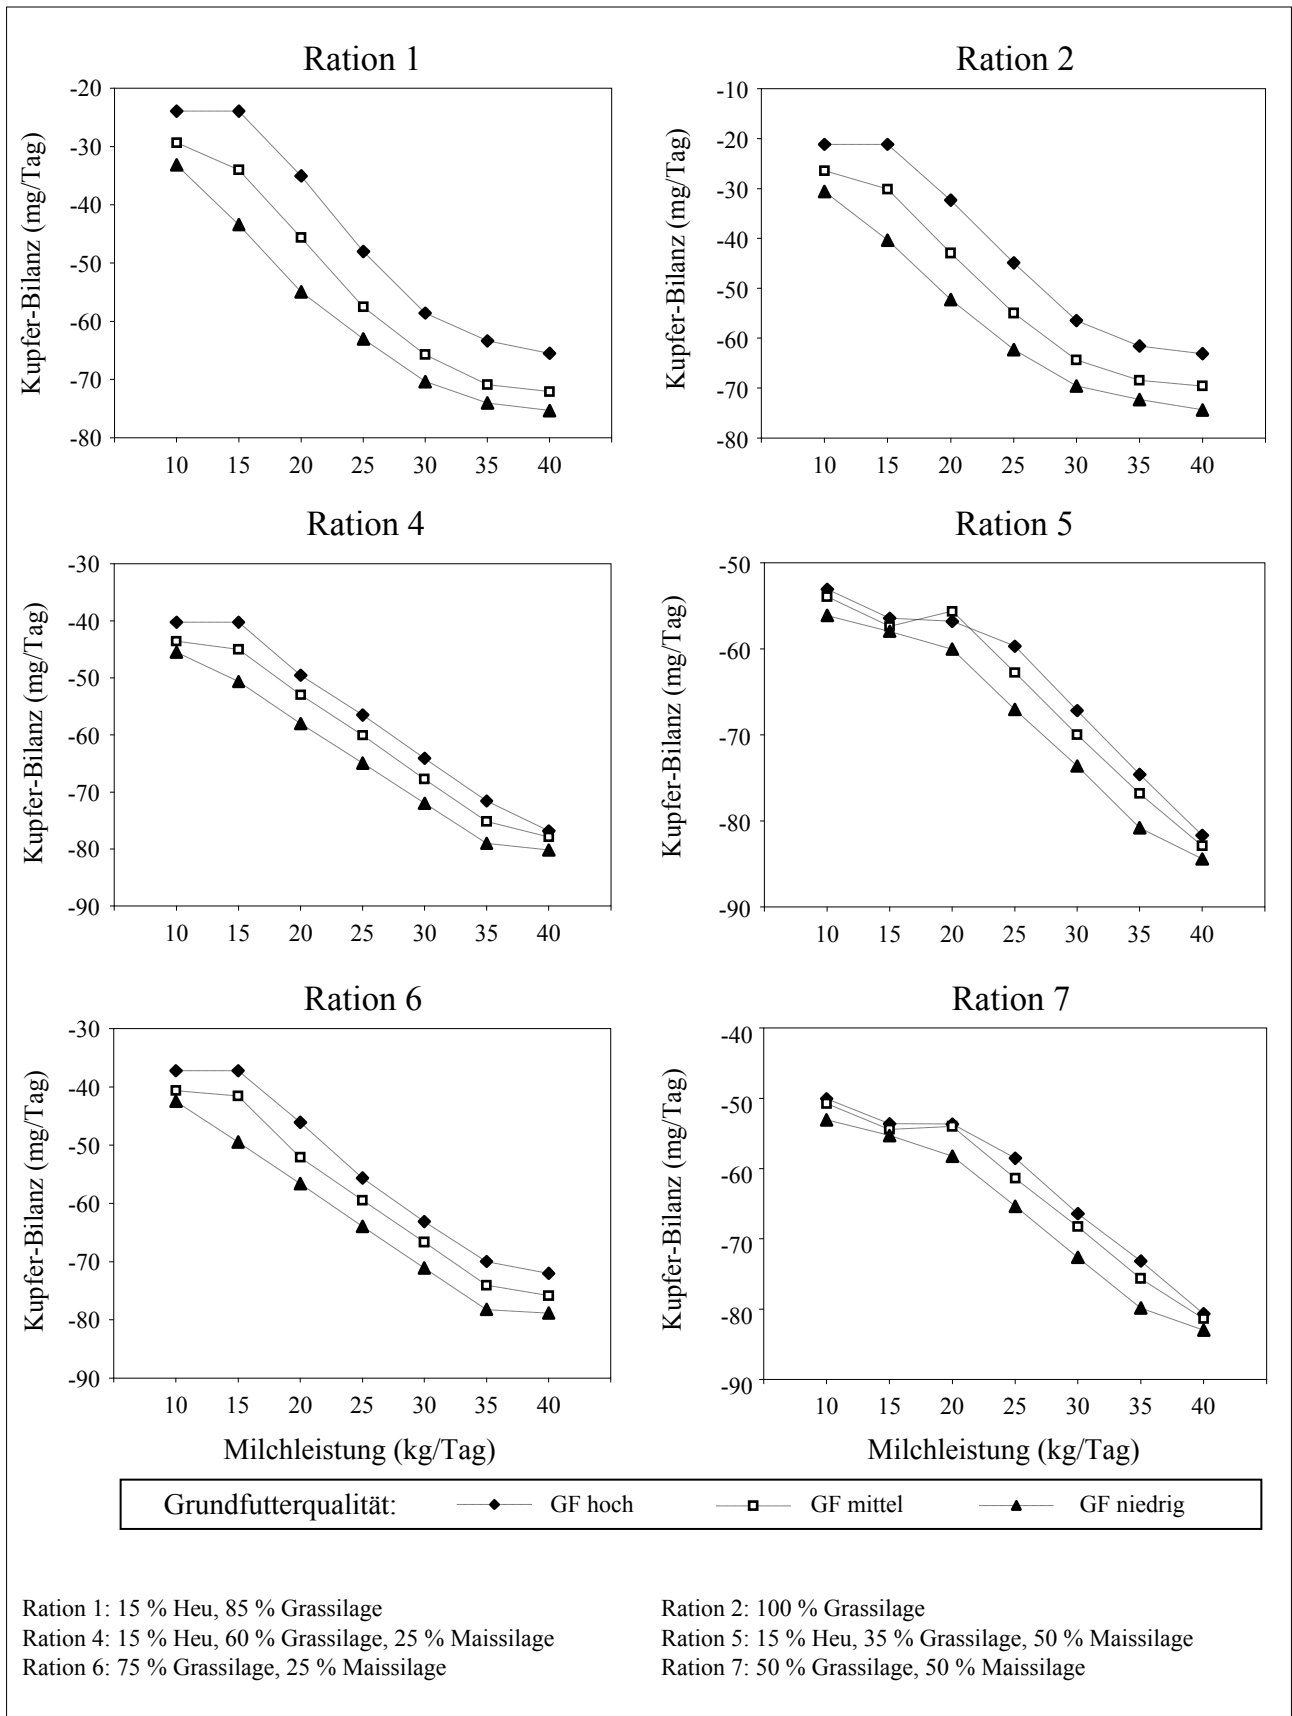 Ration 1
Kupfer-Bilanz (mg/Tag)
-20
-30
-40
-50
-60
-70
-80
10 15 20 25 30 35 40
Ration 2
Kupfer-Bilanz (mg/Tag)
-10
-20
-30
-40
-50
-60
-70
-80
10 15 20 25 30 35 40
Ration 4
Kupfer-Bilanz (mg/Tag)
-30
-40
-50
-60
-70
-80
-90
10 15 20 25 30 35 40
Ration 5
Kupfer-Bilanz (mg/Tag)
-50
-60
-70
-80
-90
10 15 20 25 30 35 40
Ration 6
Kupfer-Bilanz (mg/Tag)
-30
-40
-50
-60
-70
-80
-90
10 15 20 25 30 35 40
Milchleistung (kg/Tag)
Ration 7
Kupfer-Bilanz (mg/Tag)
-40
-50
-60
-70
-80
-90
10 15 20 25 30 35 40
Milchleistung (kg/Tag)
Grundfutterqualität: GF hoch GF mittel GF niedrig
Ration 1: 15 % Heu, 85 % Grassilage
Ration 4: 15 % Heu, 60 % Grassilage, 25 % Maissilage
Ration 6: 75 % Grassilage, 25 % Maissilage
Ration 2: 100 % Grassilage
Ration 5: 15 % Heu, 35 % Grassilage, 50 % Maissilage
Ration 7: 50 % Grassilage, 50 % Maissilage